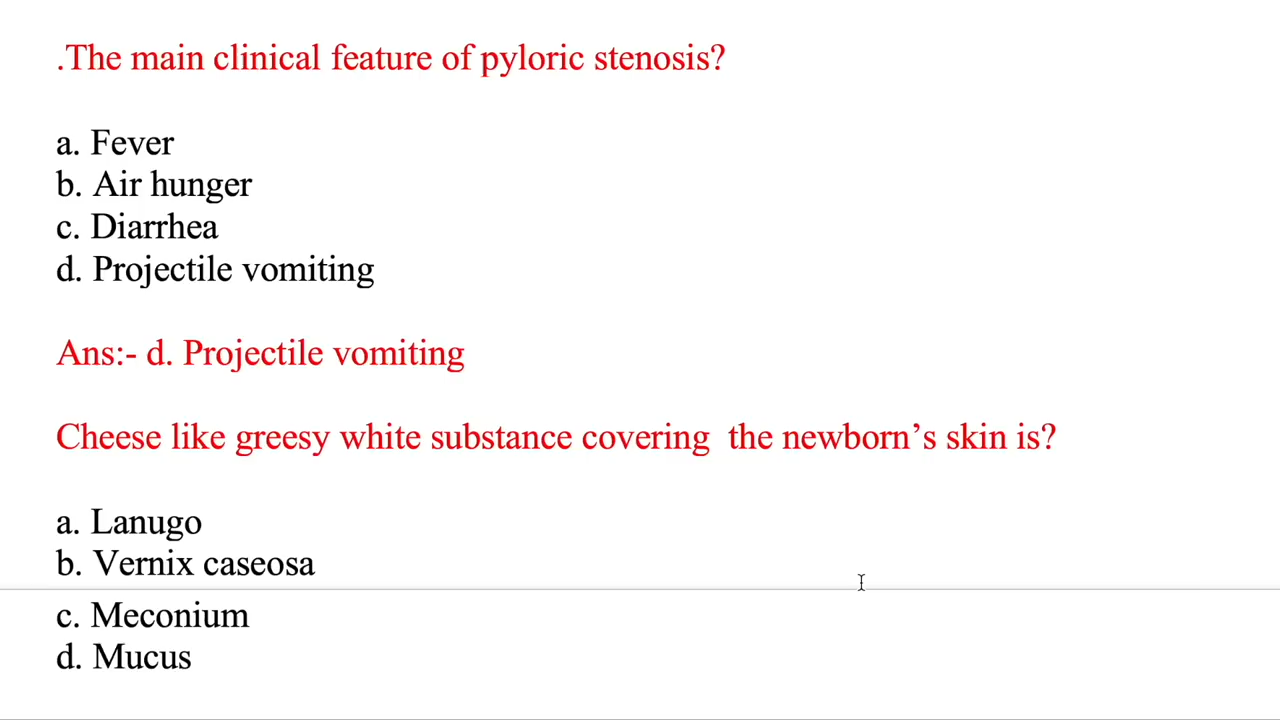 .The main clinical feature of pyloric stenosis?
a. Fever
b. Air hunger
c. Diarrhea
d. Projectile vomiting
Ans:- d. Projectile vomiting
Cheese like greesy white substance covering  the newborn’s skin is?
a. Lanugo
b. Vernix caseosa
c. Meconium
d. Mucus